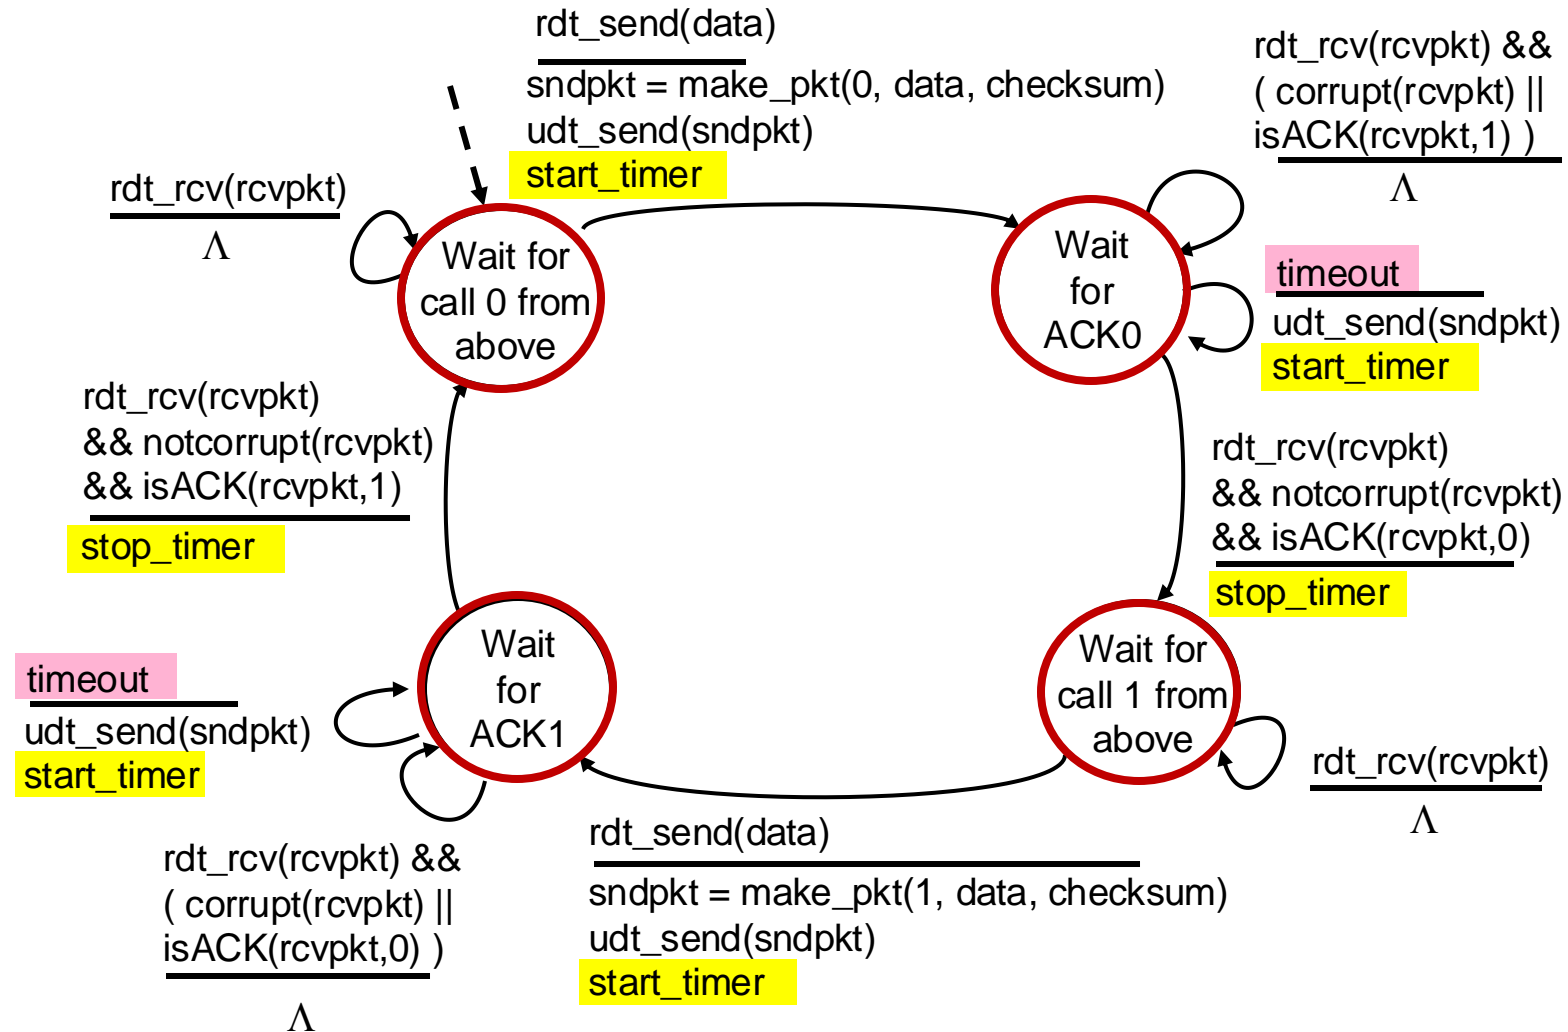 rdt_send(data)
sndpkt = make_pkt(0, data, checksum)
udt_send(sndpkt)
start_timer
rdt_rcv(rcvpkt) &&
( corrupt(rcvpkt) ||
isACK(rcvpkt,1) )
Λ
rdt_rcv(rcvpkt)
Λ
Wait for
call 0 from
above
Wait
for
ACK0
timeout
udt_send(sndpkt)
start_timer
rdt_rcv(rcvpkt)
&& notcorrupt(rcvpkt)
&& isACK(rcvpkt,1)
stop_timer
rdt_rcv(rcvpkt)
&& notcorrupt(rcvpkt)
&& isACK(rcvpkt,0)
stop_timer
Wait
for
ACK1
Wait for
call 1 from
above
timeout
udt_send(sndpkt)
start_timer
rdt_rcv(rcvpkt)
Λ
rdt_rcv(rcvpkt) &&
( corrupt(rcvpkt) ||
isACK(rcvpkt,0) )
Λ
rdt_send(data)
sndpkt = make_pkt(1, data, checksum)
udt_send(sndpkt)
start_timer